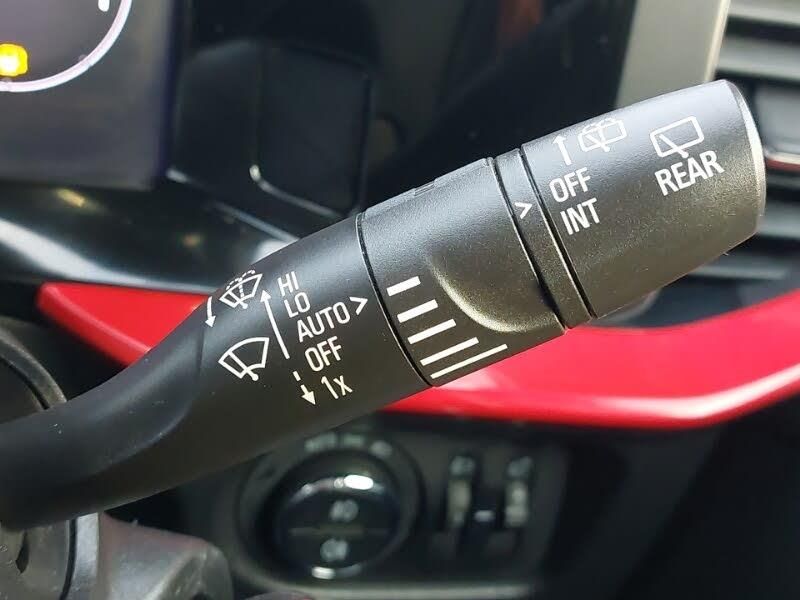 HI
LO
AUTO >
OFF
1x
>
OFF
INT
REAR